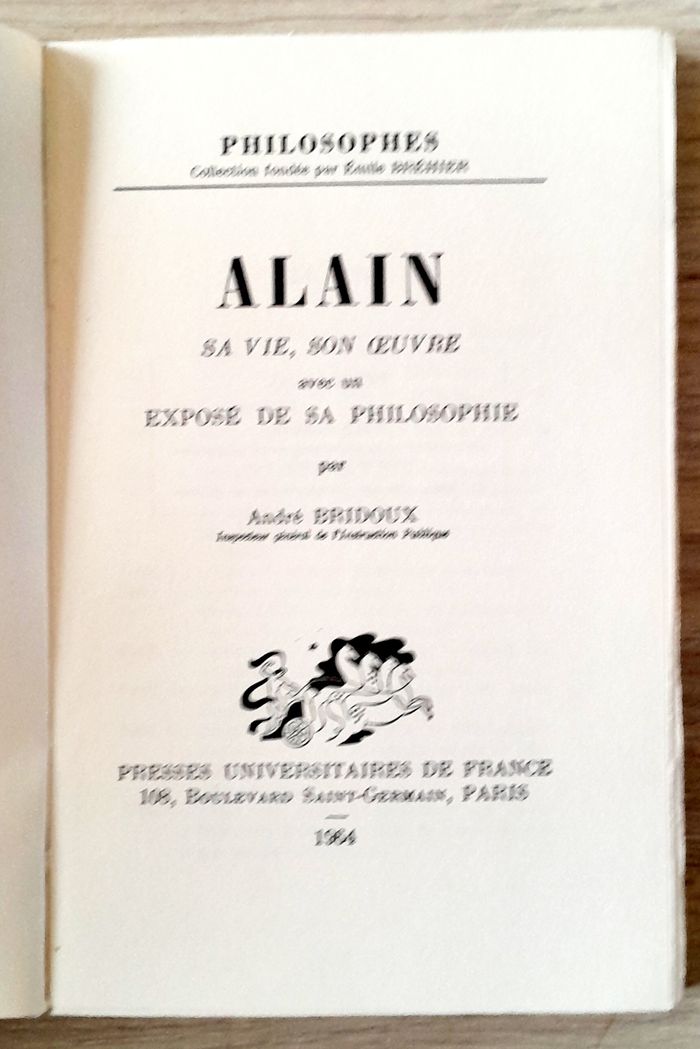 PHILOSOPHES
Collection fondée par Émile BRÉHIER
ALAIN
SA VIE, SON ŒUVRE
avec un
EXPOSÉ DE SA PHILOSOPHIE
par
André BRIDOUX
Inspecteur général de l'Instruction Publique
PRESSES UNIVERSITAIRES DE FRANCE
108, BOULEVARD SAINT-GERMAIN, PARIS
1964